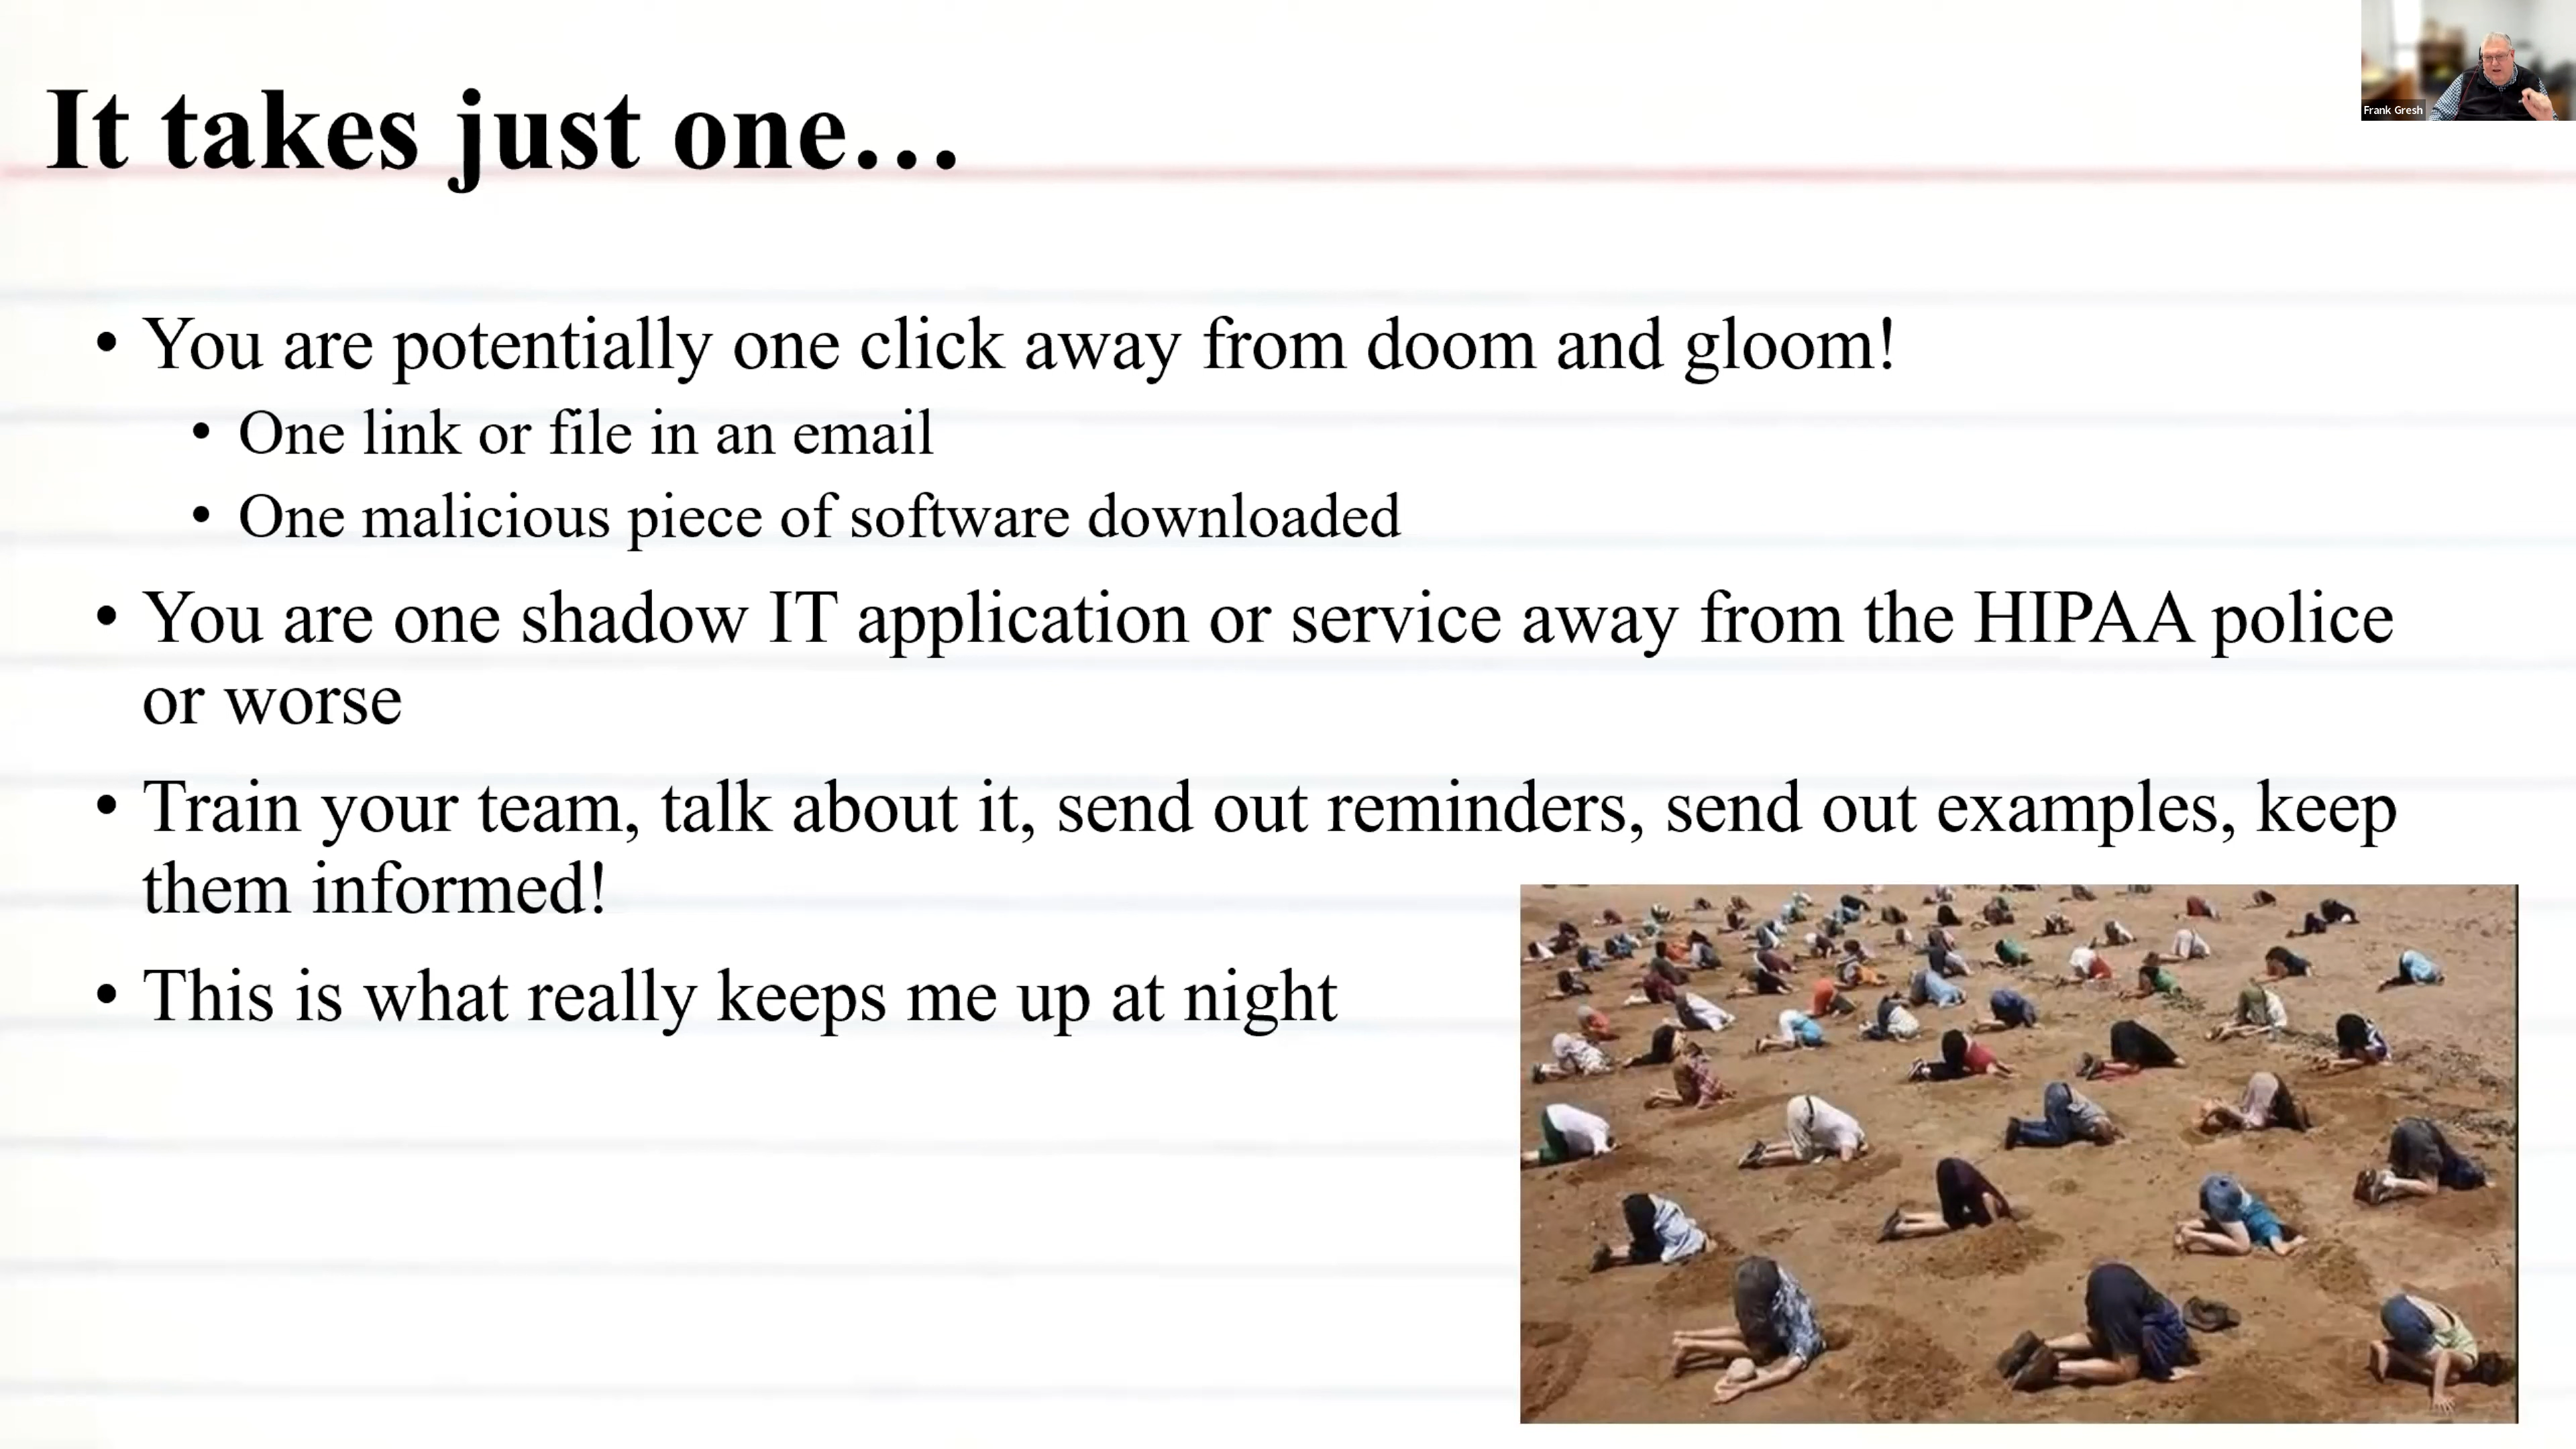 Frank Gresh
It takes just one…
• You are potentially one click away from doom and gloom!
• One link or file in an email
• One malicious piece of software downloaded
• You are one shadow IT application or service away from the HIPAA police
or worse
• Train your team, talk about it, send out reminders, send out examples, keep
them informed!
• This is what really keeps me up at night